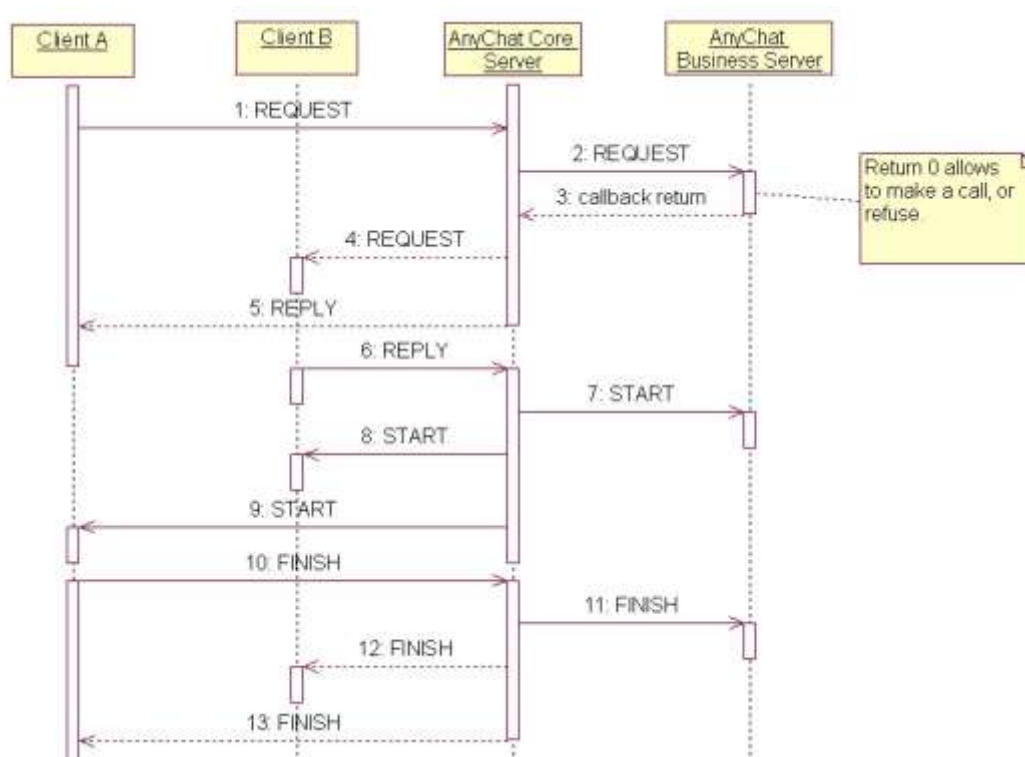 Client A
Client B
AnyChat Core
Server
AnyChat
Business Server
1: REQUEST
2: REQUEST
Return 0 allows
to make a call, or
refuse.
3: callback return
4: REQUEST
5: REPLY
6: REPLY
7: START
8: START
9: START
10: FINISH
11: FINISH
12: FINISH
13: FINISH